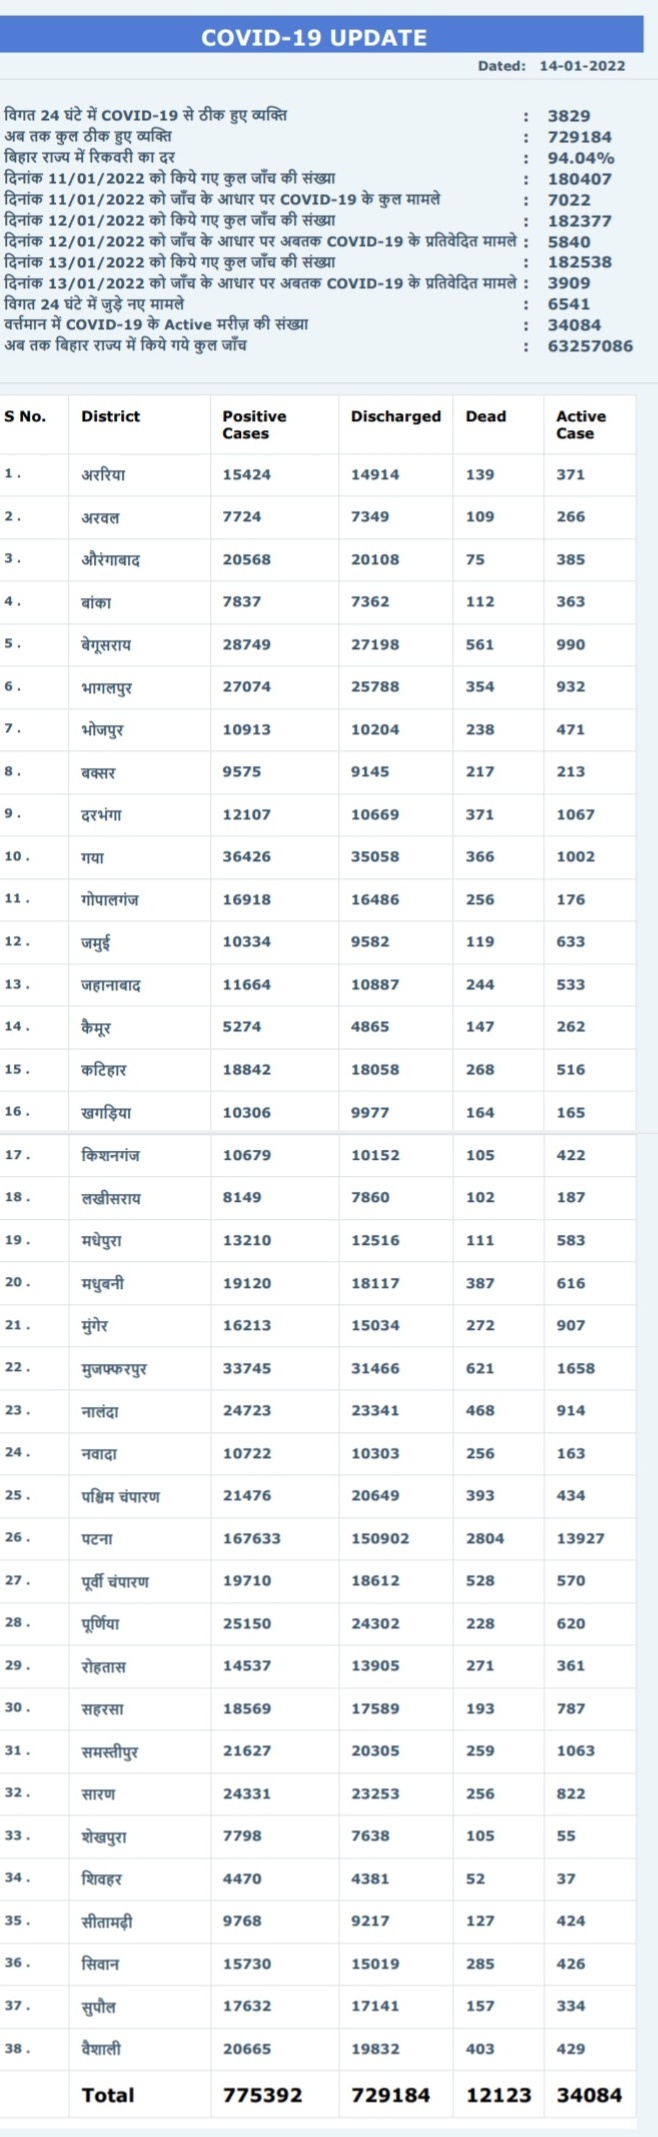 COVID-19 UPDATE
Dated: 14-01-2022
विगत 24 घंटे में COVID-19 से ठीक हुए व्यक्ति : 3829
अब तक कुल ठीक हुए व्यक्ति : 729184
बिहार राज्य में रिकवरी का दर : 94.04%
दिनांक 11/01/2022 को किये गए कुल जाँच की संख्या : 180407
दिनांक 11/01/2022 को जाँच के आधार पर COVID-19 के कुल मामले : 7022
दिनांक 12/01/2022 को किये गए कुल जाँच की संख्या : 182377
दिनांक 12/01/2022 को जाँच के आधार पर अबतक COVID-19 के प्रतिवेदित मामले : 5840
दिनांक 13/01/2022 को किये गए कुल जाँच की संख्या : 182538
दिनांक 13/01/2022 को जाँच के आधार पर अबतक COVID-19 के प्रतिवेदित मामले : 3909
विगत 24 घंटे में जुड़े नए मामले : 6541
वर्त्तमान में COVID-19 के Active मरीज़ की संख्या : 34084
अब तक बिहार राज्य में किये गये कुल जाँच : 63257086
S No. District Positive Cases Discharged Dead Active Case
1. अररिया 15424 14914 139 371
2. अरवल 7724 7349 109 266
3. औरंगाबाद 20568 20108 75 385
4. बांका 7837 7362 112 363
5. बेगूसराय 28749 27198 561 990
6. भागलपुर 27074 25788 354 932
7. भोजपुर 10913 10204 238 471
8. बक्सर 9575 9145 217 213
9. दरभंगा 12107 10669 371 1067
10. गया 36426 35058 366 1002
11. गोपालगंज 16918 16486 256 176
12. जमुई 10334 9582 119 633
13. जहानाबाद 11664 10887 244 533
14. कैमूर 5274 4865 147 262
15. कटिहार 18842 18058 268 516
16. खगड़िया 10306 9977 164 165
17. किशनगंज 10679 10152 105 422
18. लखीसराय 8149 7860 102 187
19. मधेपुरा 13210 12516 111 583
20. मधुबनी 19120 18117 387 616
21. मुंगेर 16213 15034 272 907
22. मुजफ्फरपुर 33745 31466 621 1658
23. नालंदा 24723 23341 468 914
24. नवादा 10722 10303 256 163
25. पश्चिम चंपारण 21476 20649 393 434
26. पटना 167633 150902 2804 13927
27. पूर्वी चंपारण 19710 18612 528 570
28. पूर्णिया 25150 24302 228 620
29. रोहतास 14537 13905 271 361
30. सहरसा 18569 17589 193 787
31. समस्तीपुर 21627 20305 259 1063
32. सारण 24331 23253 256 822
33. शेखपुरा 7798 7638 105 55
34. शिवहर 4470 4381 52 37
35. सीतामढ़ी 9768 9217 127 424
36. सिवान 15730 15019 285 426
37. सुपौल 17632 17141 157 334
38. वैशाली 20665 19832 403 429
Total 775392 729184 12123 34084